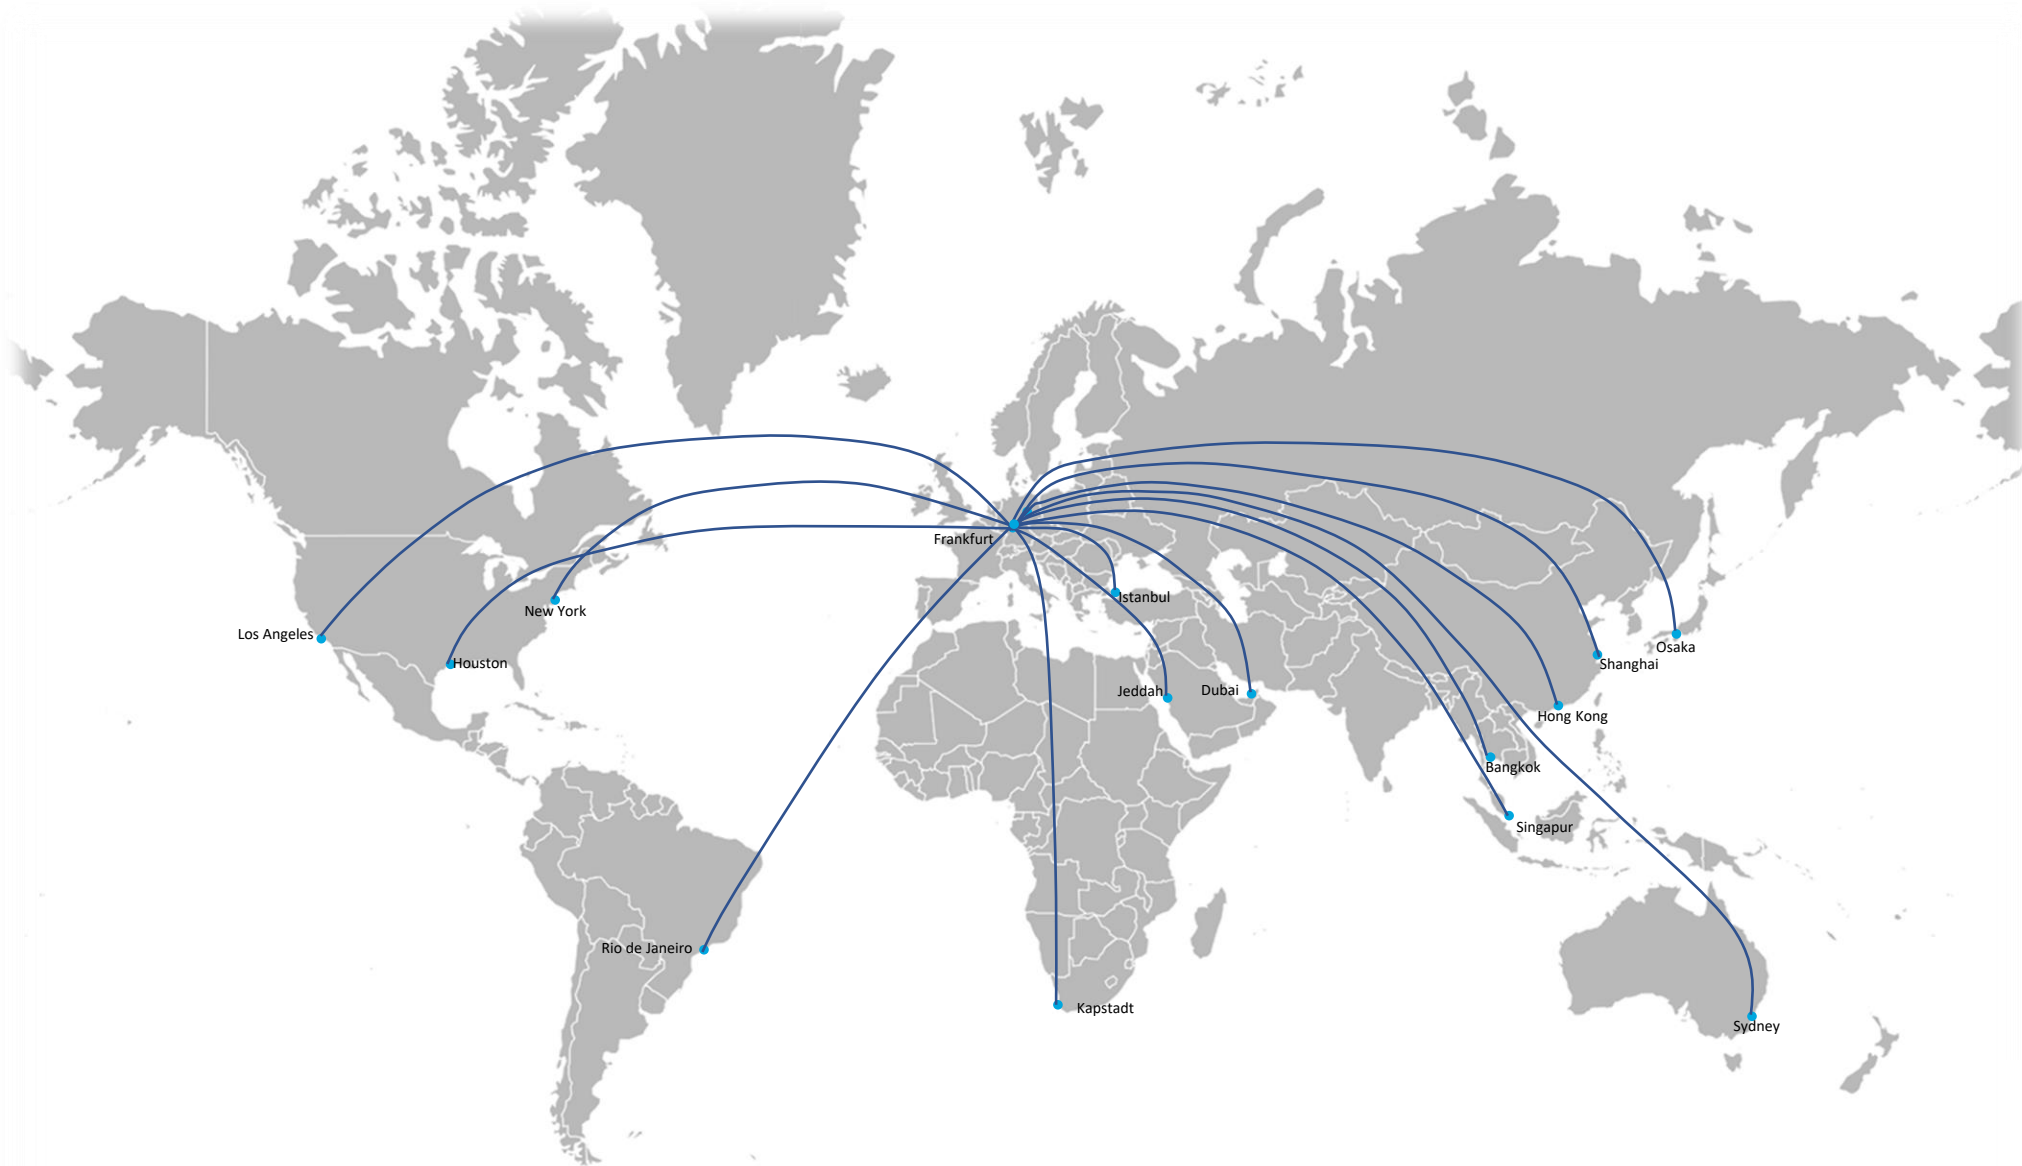 Frankfurt
Istanbul
New York
Los Angeles
Osaka
Houston
Shanghai
Jeddah
Dubai
Hong Kong
Bangkok
Singapur
Rio de Janeiro
Kapstadt
Sydney